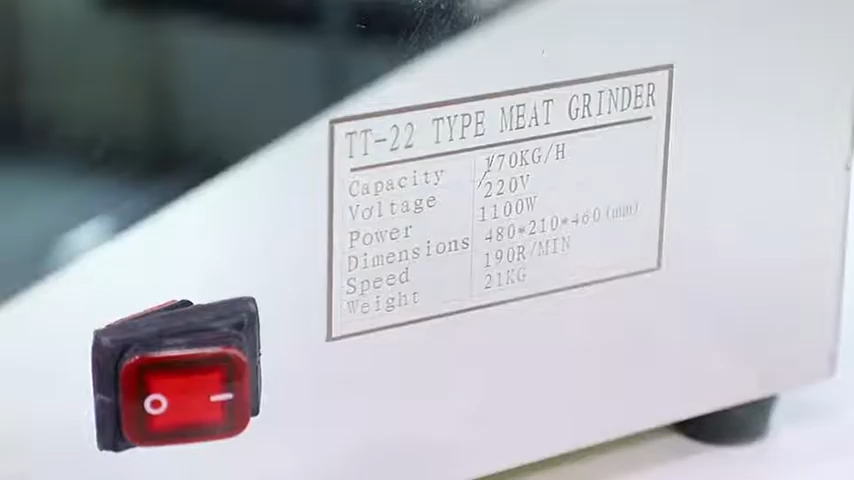 TT-22 TYPE MEAT GRINDER
Capacity 170KG/H
Voltage 220V
Power 1100W
Dimensions 480*210*460(mm)
Speed 190R/MIN
Weight 21KG